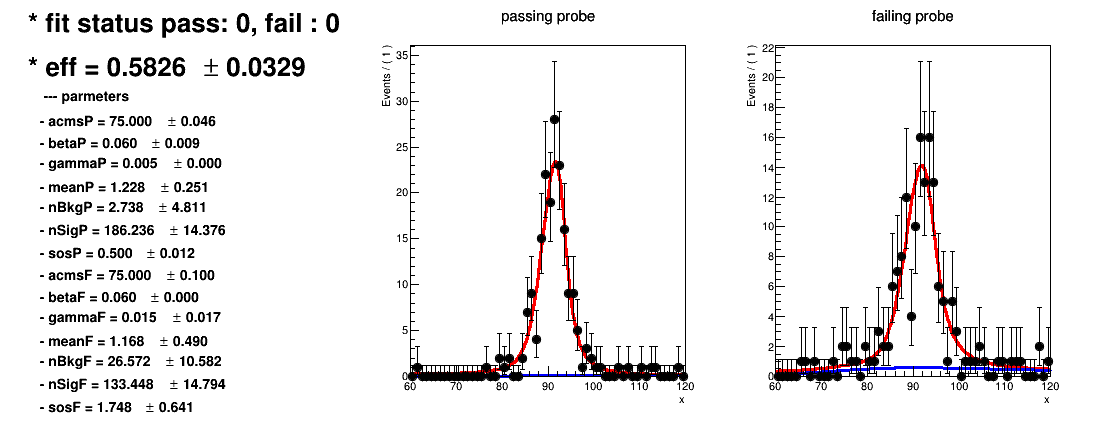 * fit status pass: 0, fail : 0
* eff = 0.5826 ± 0.0329
--- parmeters
- acmsP = 75.000 ± 0.046
- betaP = 0.060 ± 0.009
- gammaP = 0.005 ± 0.000
- meanP = 1.228 ± 0.251
- nBkgP = 2.738 ± 4.811
- nSigP = 186.236 ± 14.376
- sosP = 0.500 ± 0.012
- acmsF = 75.000 ± 0.100
- betaF = 0.060 ± 0.000
- gammaF = 0.015 ± 0.017
- meanF = 1.168 ± 0.490
- nBkgF = 26.572 ± 10.582
- nSigF = 133.448 ± 14.794
- sosF = 1.748 ± 0.641
passing probe
Events / ( 1 )
35
30
25
20
15
10
5
0
60 70 80 90 100 110 120
x
failing probe
Events / ( 1 )
22
20
18
16
14
12
10
8
6
4
2
0
60 70 80 90 100 110 120
x